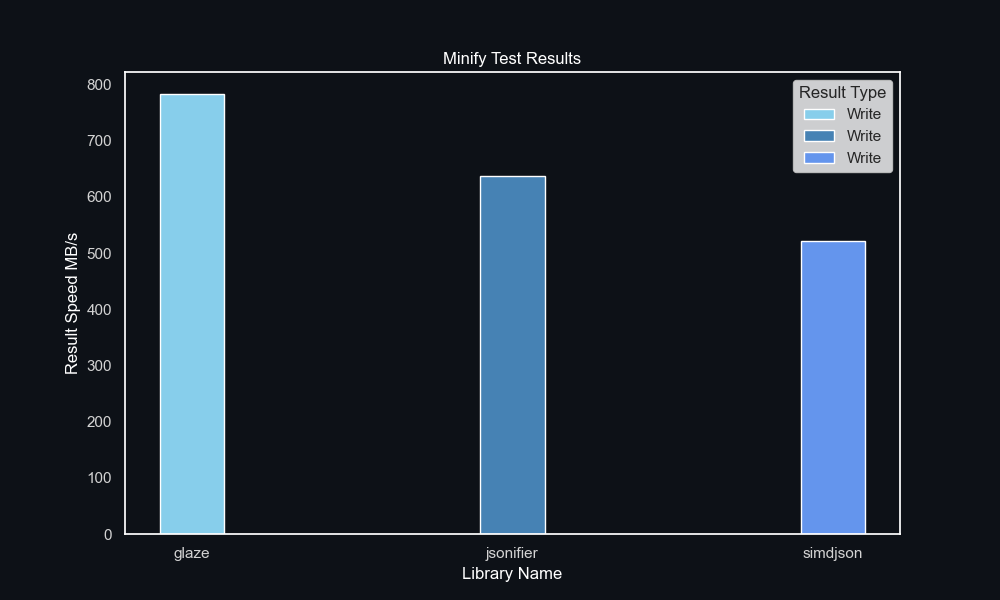 Minify Test Results
Result Type
Write
Write
Write
Result Speed MB/s
800
700
600
500
400
300
200
100
0
glaze
jsonifier
simdjson
Library Name